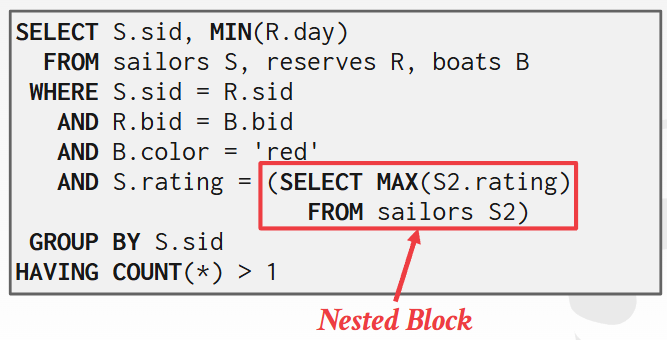 SELECT S.sid, MIN(R.day)
FROM sailors S, reserves R, boats B
WHERE S.sid = R.sid
AND R.bid = B.bid
AND B.color = 'red'
AND S.rating = (SELECT MAX(S2.rating)
FROM sailors S2)
GROUP BY S.sid
HAVING COUNT(*) > 1
Nested Block